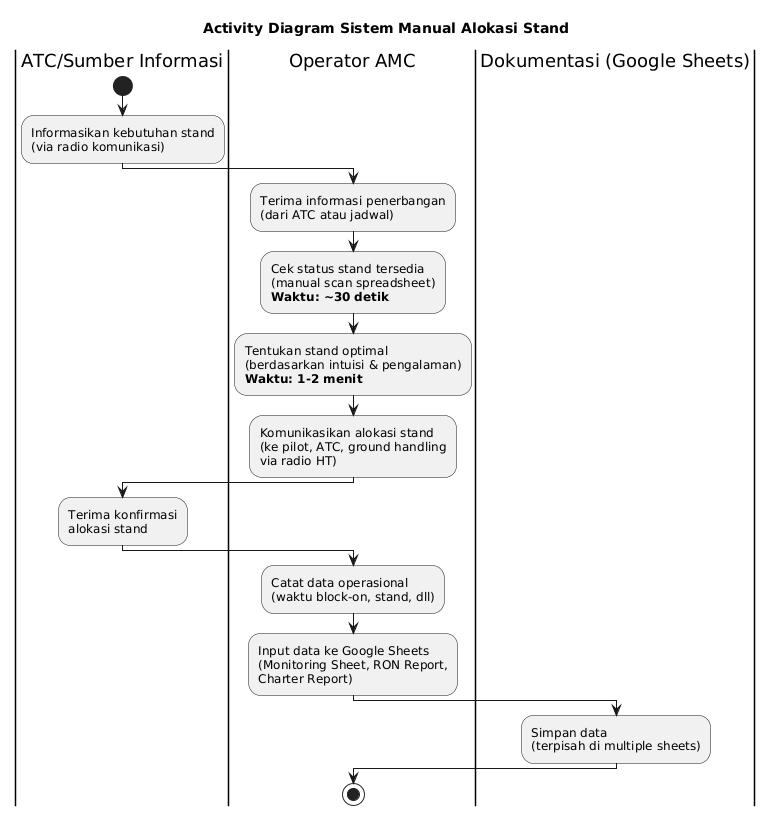 Activity Diagram Sistem Manual Alokasi Stand
ATC/Sumber Informasi
Operator AMC
Dokumentasi (Google Sheets)
Informasikan kebutuhan stand
(via radio komunikasi)
Terima informasi penerbangan
(dari ATC atau jadwal)
Cek status stand tersedia
(manual scan spreadsheet)
Waktu: ~30 detik
Tentukan stand optimal
(berdasarkan intuisi & pengalaman)
Waktu: 1-2 menit
Komunikasikan alokasi stand
(ke pilot, ATC, ground handling
via radio HT)
Terima konfirmasi
alokasi stand
Catat data operasional
(waktu block-on, stand, dll)
Input data ke Google Sheets
(Monitoring Sheet, RON Report,
Charter Report)
Simpan data
(terpisah di multiple sheets)